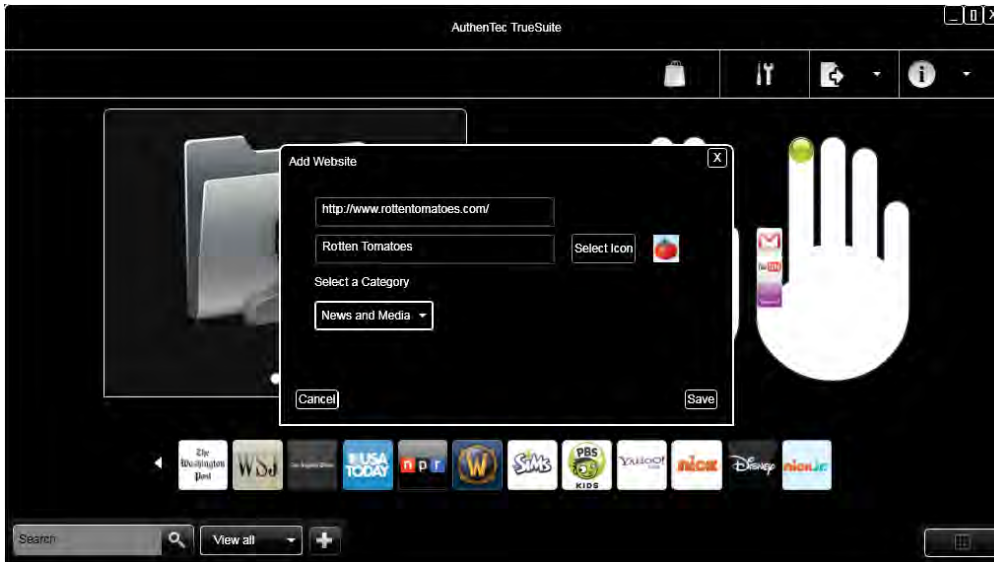 AuthenTec TrueSuite
Add Website
X
http://www.rottentomatoes.com/
Rotten Tomatoes
Select Icon
Select a Category
News and Media
Cancel
Save
The
Washington
Post
WSJ
USA
TODAY
npr
W
SIMS
PBS
KIDS
YAHOO!
nick
Disney
nick jr.
Search
View all